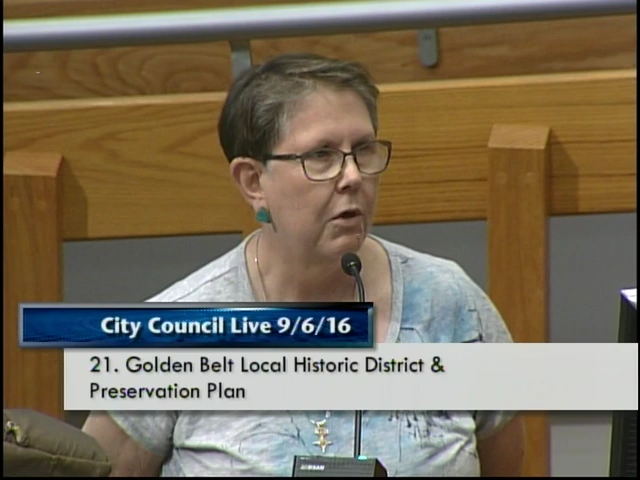 City Council Live 9/6/16
21. Golden Belt Local Historic District &
Preservation Plan